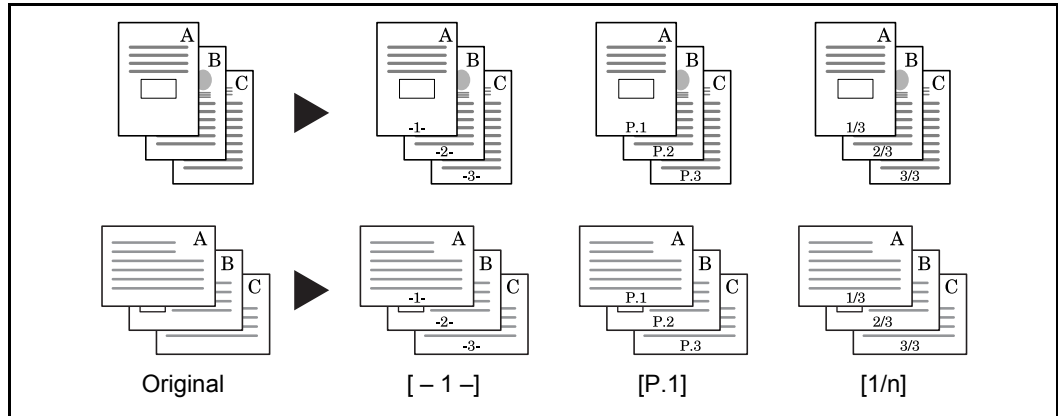 A B C
-1- -2- -3-
A B C
P.1 P.2 P.3
A B C
1/3 2/3 3/3
A B C
A B C
-1- -2- -3-
A B C
P.1 P.2 P.3
A B C
1/3 2/3 3/3
A B C
Original [ – 1 –] [P.1] [1/n]